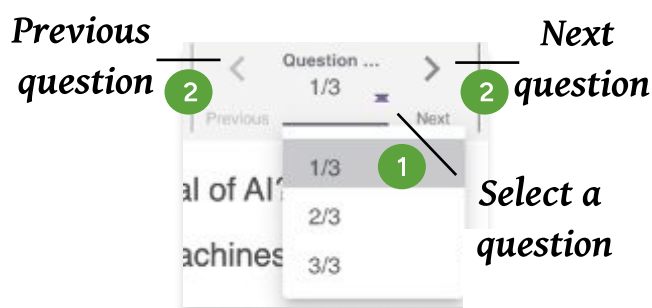 Previous
question
2
Question ...
1/3
Previous
Next
2
Next
question
1/3
1
2/3
3/3
al of AI?
achines
Select a
question